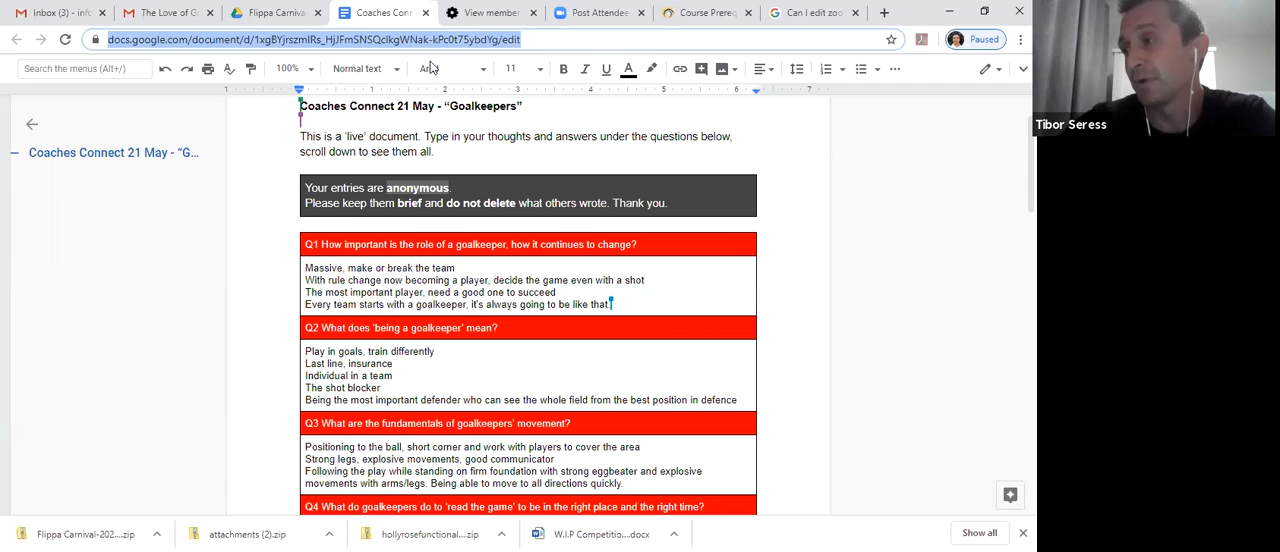 Inbox (3) - info
The Love of Go
Flippa Carnival
Coaches Conn
View member
Post Attendee
Course Prereq
Can I edit zoo
docs.google.com/document/d/1xgBYjrszmIRs_HjJFmSNSQcIkgWNak-kPc0t75ybdYg/edit
Paused
Search the menus (Alt+/)
100%
Normal text
11
B I U A
1 1 2 3 4 5 6 7
Coaches Connect 21 May - “G...
Coaches Connect 21 May - “Goalkeepers”
This is a ‘live’ document. Type in your thoughts and answers under the questions below,
scroll down to see them all.
Your entries are anonymous.
Please keep them brief and do not delete what others wrote. Thank you.
Q1 How important is the role of a goalkeeper, how it continues to change?
Massive, make or break the team
With rule change now becoming a player, decide the game even with a shot
The most important player, need a good one to succeed
Every team starts with a goalkeeper, it’s always going to be like that.
Q2 What does ‘being a goalkeeper’ mean?
Play in goals, train differently
Last line, insurance
Individual in a team
The shot blocker
Being the most important defender who can see the whole field from the best position in defence
Q3 What are the fundamentals of goalkeepers’ movement?
Positioning to the ball, short corner and work with players to cover the area
Strong legs, explosive movements, good communicator
Following the play while standing on firm foundation with strong eggbeater and explosive
movements with arms/legs. Being able to move to all directions quickly.
Q4 What do goalkeepers do to ‘read the game’ to be in the right place and the right time?
Tibor Seress
Flippa Carnival-202....zip
attachments (2).zip
hollyrosefunctional....zip
W.I.P Competitio....docx
Show all